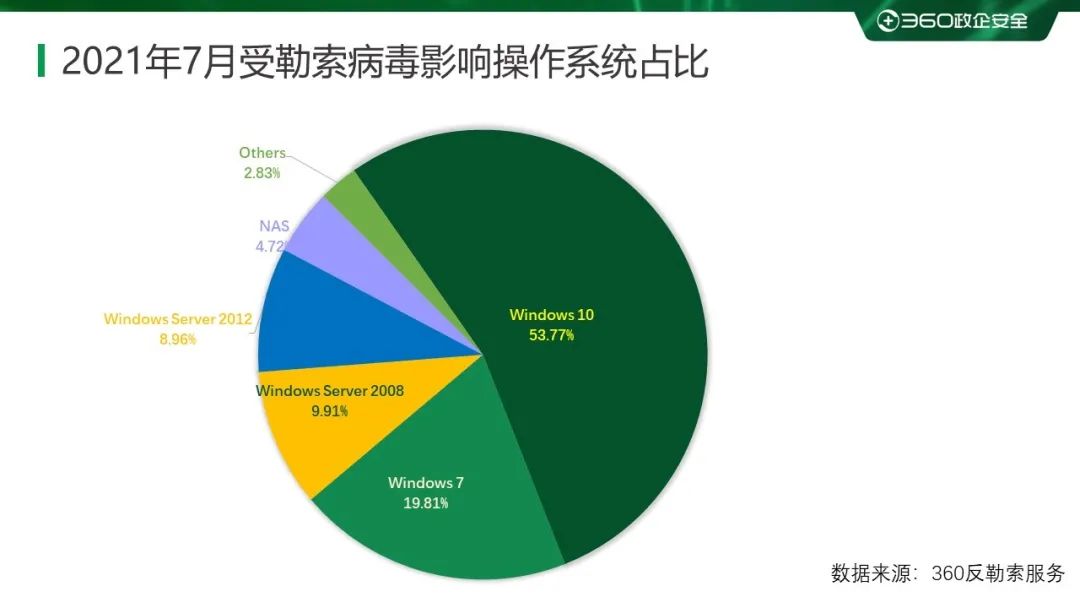 360政企安全
2021年7月受勒索病毒影响操作系统占比
Others
2.83%
NAS
4.72%
Windows Server 2012
8.96%
Windows Server 2008
9.91%
Windows 7
19.81%
Windows 10
53.77%
数据来源：360反勒索服务